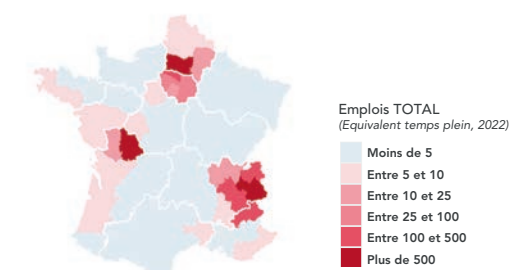 Emplois TOTAL
(Equivalent temps plein, 2022)
Moins de 5
Entre 5 et 10
Entre 10 et 25
Entre 25 et 100
Entre 100 et 500
Plus de 500